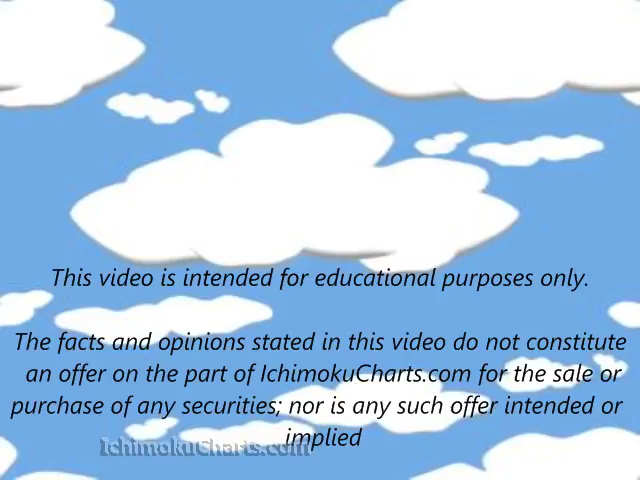 This video is intended for educational purposes only.
The facts and opinions stated in this video do not constitute
an offer on the part of IchimokuCharts.com for the sale or
purchase of any securities; nor is any such offer intended or
implied
IchimokuCharts.com